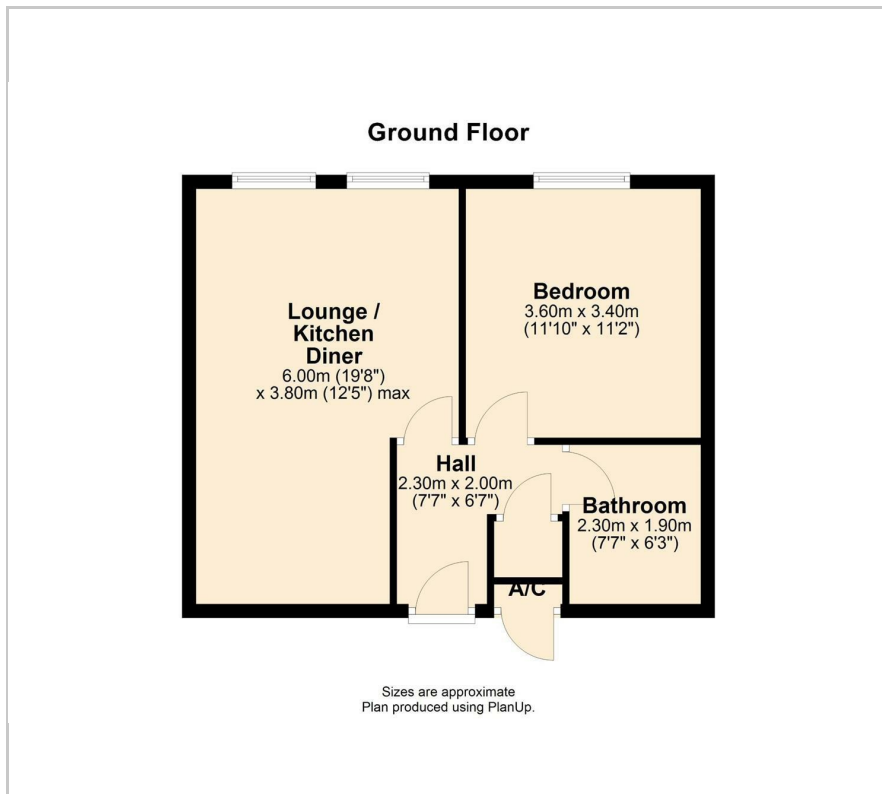 Ground Floor
Lounge /
Kitchen
Diner
6.00m (19'8")
x 3.80m (12'5") max
Bedroom
3.60m x 3.40m
(11'10" x 11'2")
Hall
2.30m x 2.00m
(7'7" x 6'7")
Bathroom
2.30m x 1.90m
(7'7" x 6'3")
A/C
Sizes are approximate
Plan produced using PlanUp.